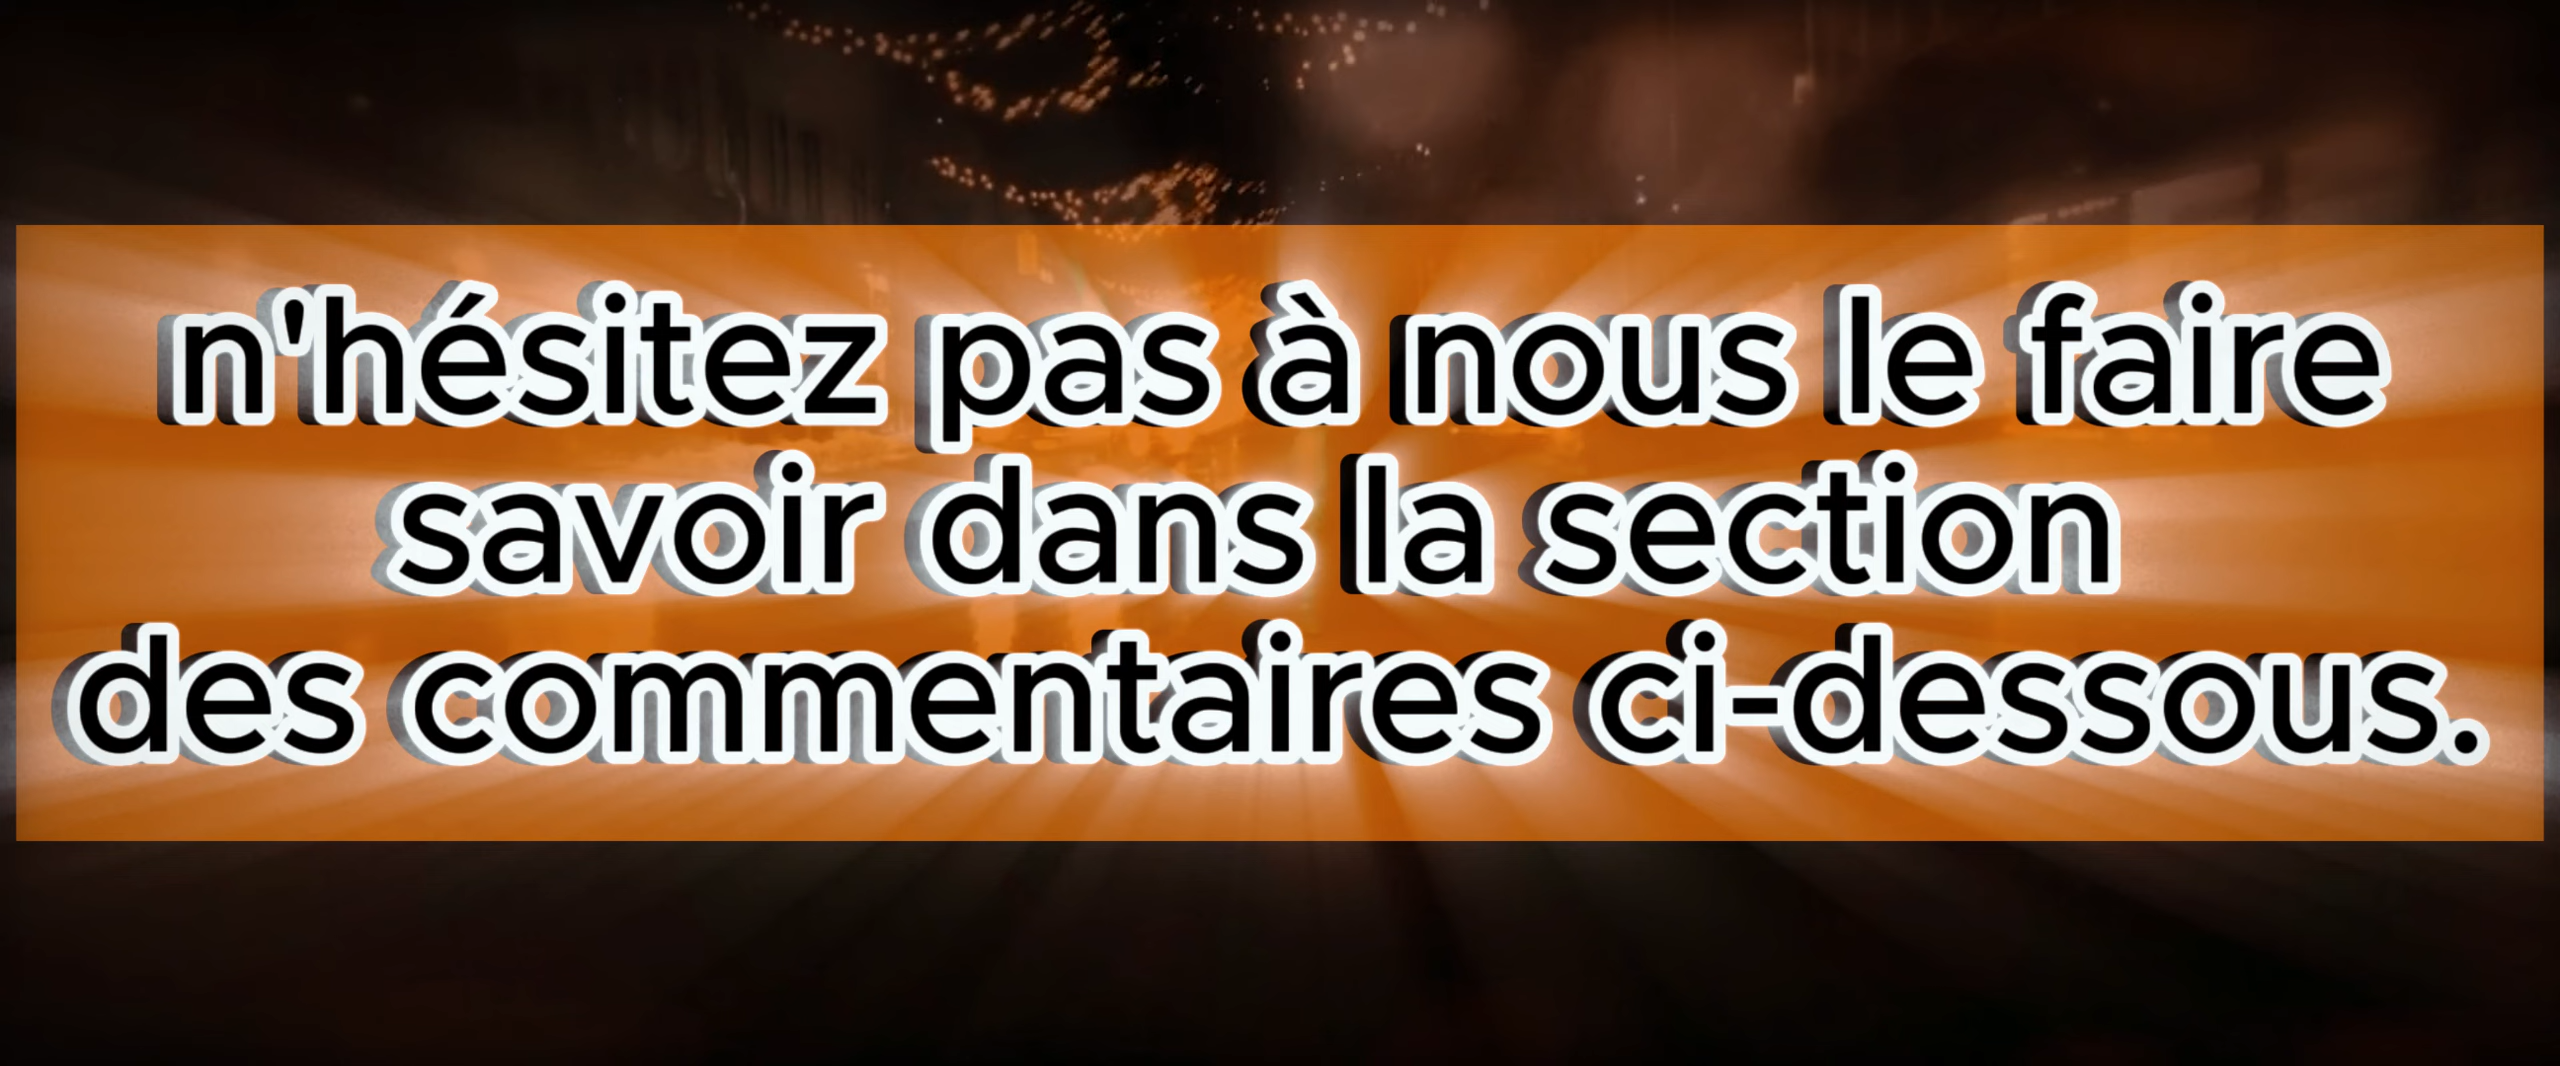 n'hésitez pas à nous le faire
savoir dans la section
des commentaires ci-dessous.